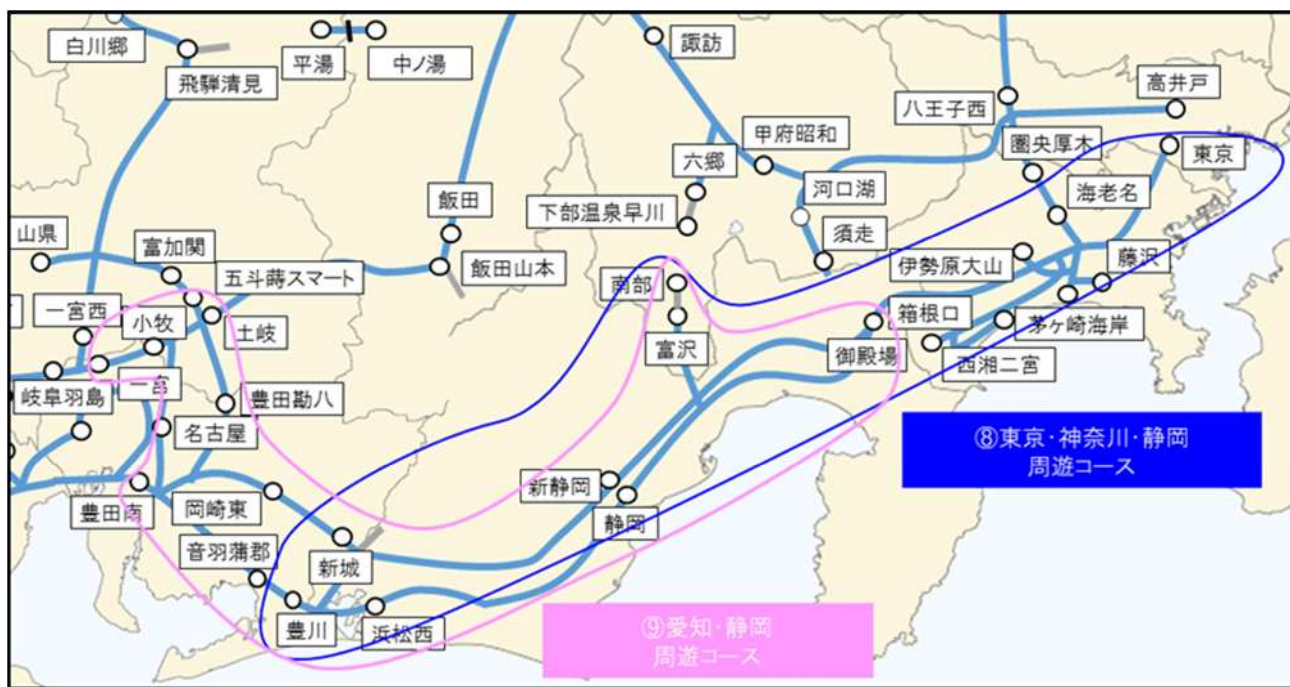 白川郷
飛騨清見
平湯
中ノ湯
諏訪
八王子西
高井戸
圏央厚木
東京
甲府昭和
六郷
河口湖
海老名
下部温泉早川
須走
飯田
山県
富加関
五斗蒔スマート
飯田山本
南部
伊勢原大山
藤沢
一宮西
小牧
土岐
箱根口
茅ヶ崎海岸
富沢
御殿場
西湘二宮
岐阜羽島
一宮
豊田勘八
名古屋
⑧東京・神奈川・静岡
周遊コース
新静岡
豊田南
岡崎東
静岡
音羽蒲郡
新城
豊川
浜松西
⑨愛知・静岡
周遊コース